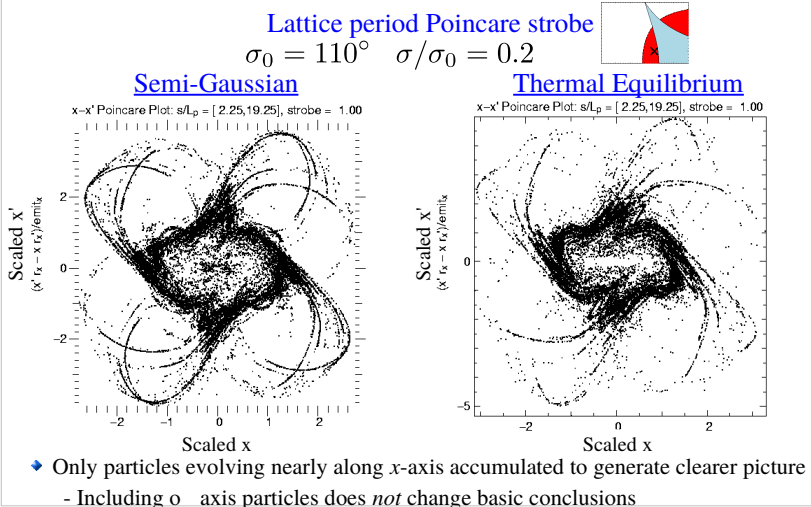 Lattice period Poincare strobe
σ₀ = 110° σ/σ₀ = 0.2
Semi-Gaussian
x-x' Poincare Plot: s/Lₚ = [ 2.25,19.25], strobe = 1.00
Scaled x'
(x' rₓ - x rₓ')/emitₓ
2
0
-2
-2 -1 0 1 2
Scaled x
Thermal Equilibrium
x-x' Poincare Plot: s/Lₚ = [ 2.25,19.25], strobe = 1.00
Scaled x'
(x' rₓ - x rₓ')/emitₓ
0
-5
-2 0 2
Scaled x
Only particles evolving nearly along x-axis accumulated to generate clearer picture
- Including o axis particles does not change basic conclusions